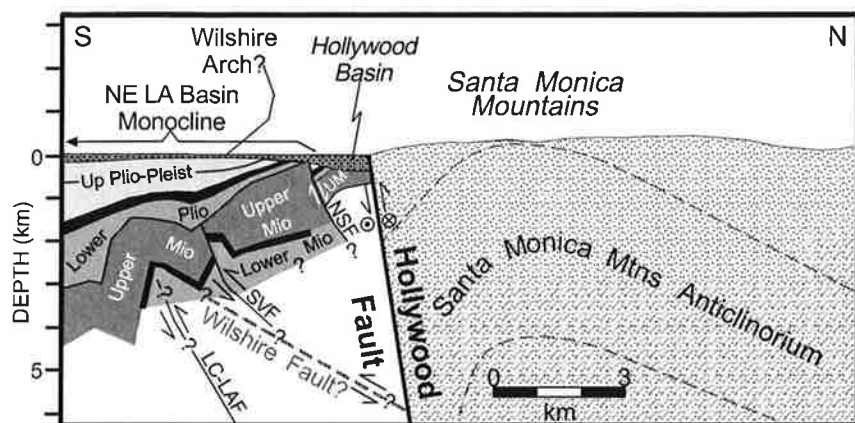 S
N
Wilshire
Arch?
Hollywood
Basin
Santa Monica
Mountains
NE LA Basin
Monocline
0
5
DEPTH (km)
Up Plio-Pleist
Lower
Plio
Upper
Mio
Upper
Mio
Lower Mio
?
UM
NSF
?
SVF
?
?
?
LC-LAF
?
Wilshire Fault?
?
Hollywood
Fault
Santa Monica Mtns Anticlinorium
0 3
km